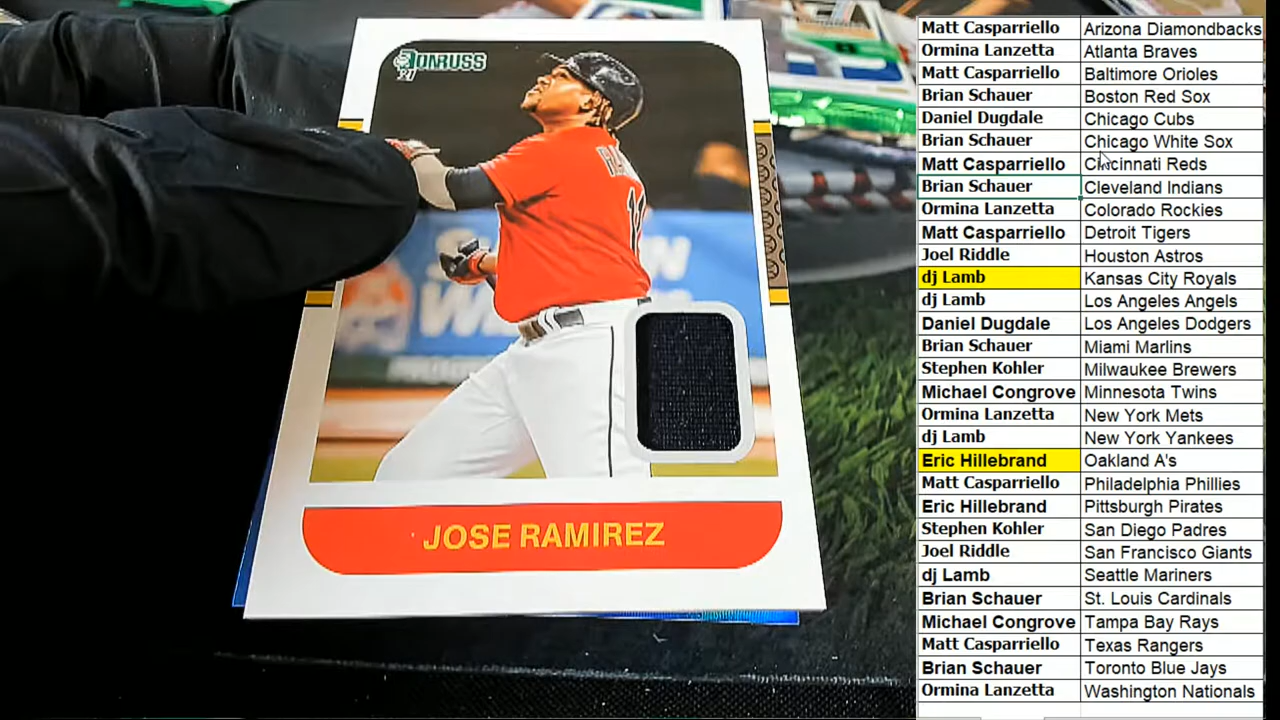 DONRUSS
21
JOSE RAMIREZ
Matt Casparriello Arizona Diamondbacks
Ormina Lanzetta Atlanta Braves
Matt Casparriello Baltimore Orioles
Brian Schauer Boston Red Sox
Daniel Dugdale Chicago Cubs
Brian Schauer Chicago White Sox
Matt Casparriello Cincinnati Reds
Brian Schauer Cleveland Indians
Ormina Lanzetta Colorado Rockies
Matt Casparriello Detroit Tigers
Joel Riddle Houston Astros
dj Lamb Kansas City Royals
dj Lamb Los Angeles Angels
Daniel Dugdale Los Angeles Dodgers
Brian Schauer Miami Marlins
Stephen Kohler Milwaukee Brewers
Michael Congrove Minnesota Twins
Ormina Lanzetta New York Mets
dj Lamb New York Yankees
Eric Hillebrand Oakland A's
Matt Casparriello Philadelphia Phillies
Eric Hillebrand Pittsburgh Pirates
Stephen Kohler San Diego Padres
Joel Riddle San Francisco Giants
dj Lamb Seattle Mariners
Brian Schauer St. Louis Cardinals
Michael Congrove Tampa Bay Rays
Matt Casparriello Texas Rangers
Brian Schauer Toronto Blue Jays
Ormina Lanzetta Washington Nationals